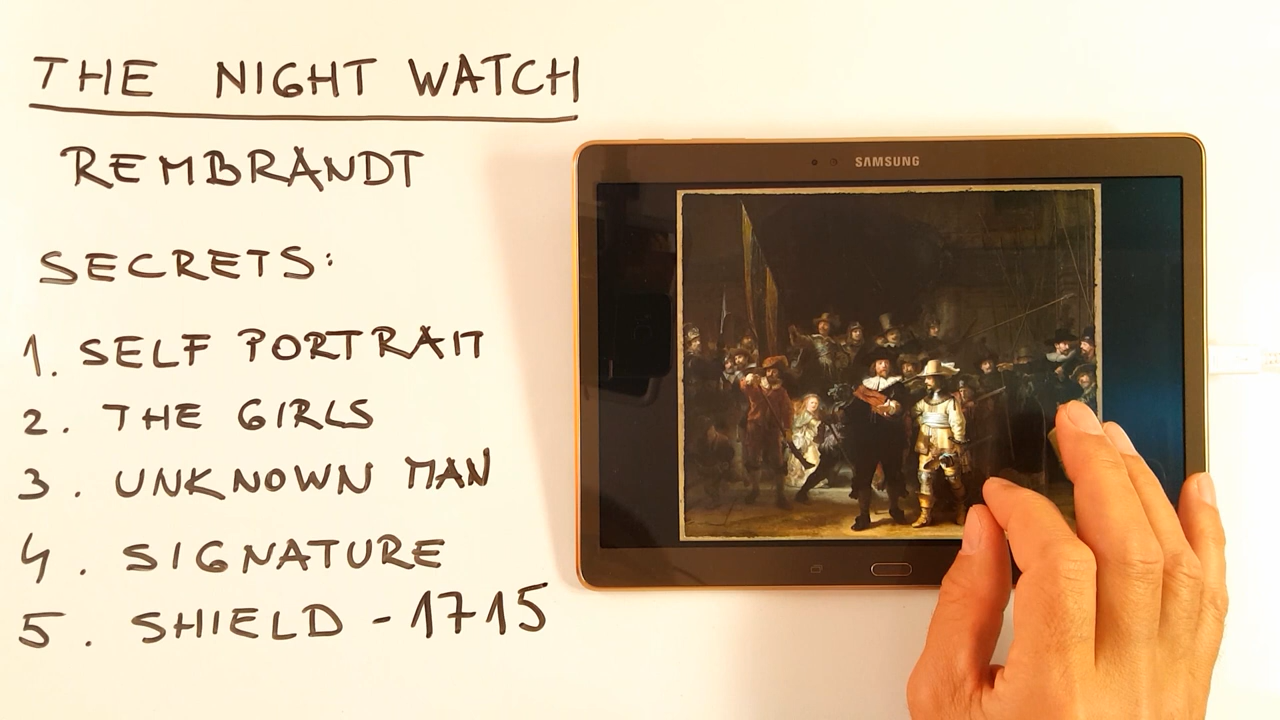 THE NIGHT WATCH
REMBRANDT
SECRETS:
1. SELF PORTRAIT
2. THE GIRLS
3. UNKNOWN MAN
4. SIGNATURE
5. SHIELD - 1715
SAMSUNG